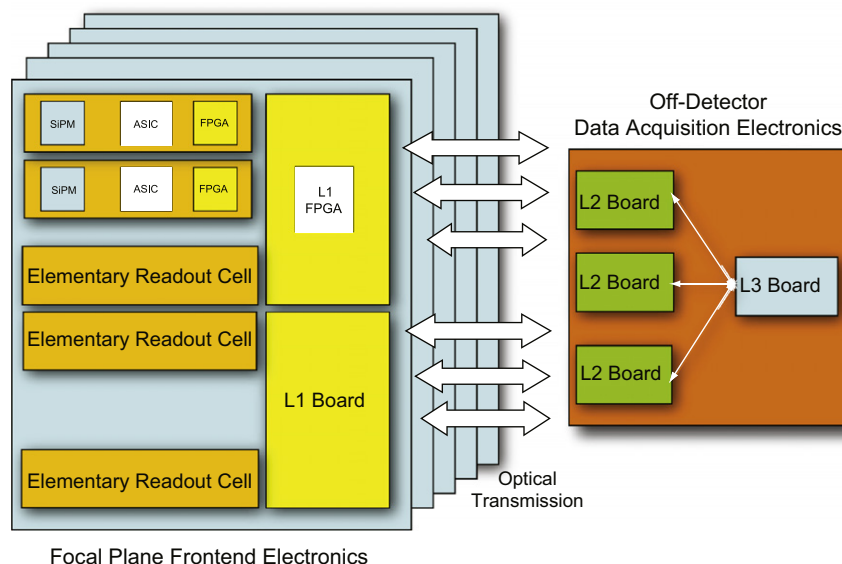 SiPM
ASIC
FPGA
SiPM
ASIC
FPGA
L1
FPGA
Elementary Readout Cell
Elementary Readout Cell
L1 Board
Elementary Readout Cell
Focal Plane Frontend Electronics
Optical
Transmission
Off-Detector
Data Acquisition Electronics
L2 Board
L2 Board
L3 Board
L2 Board